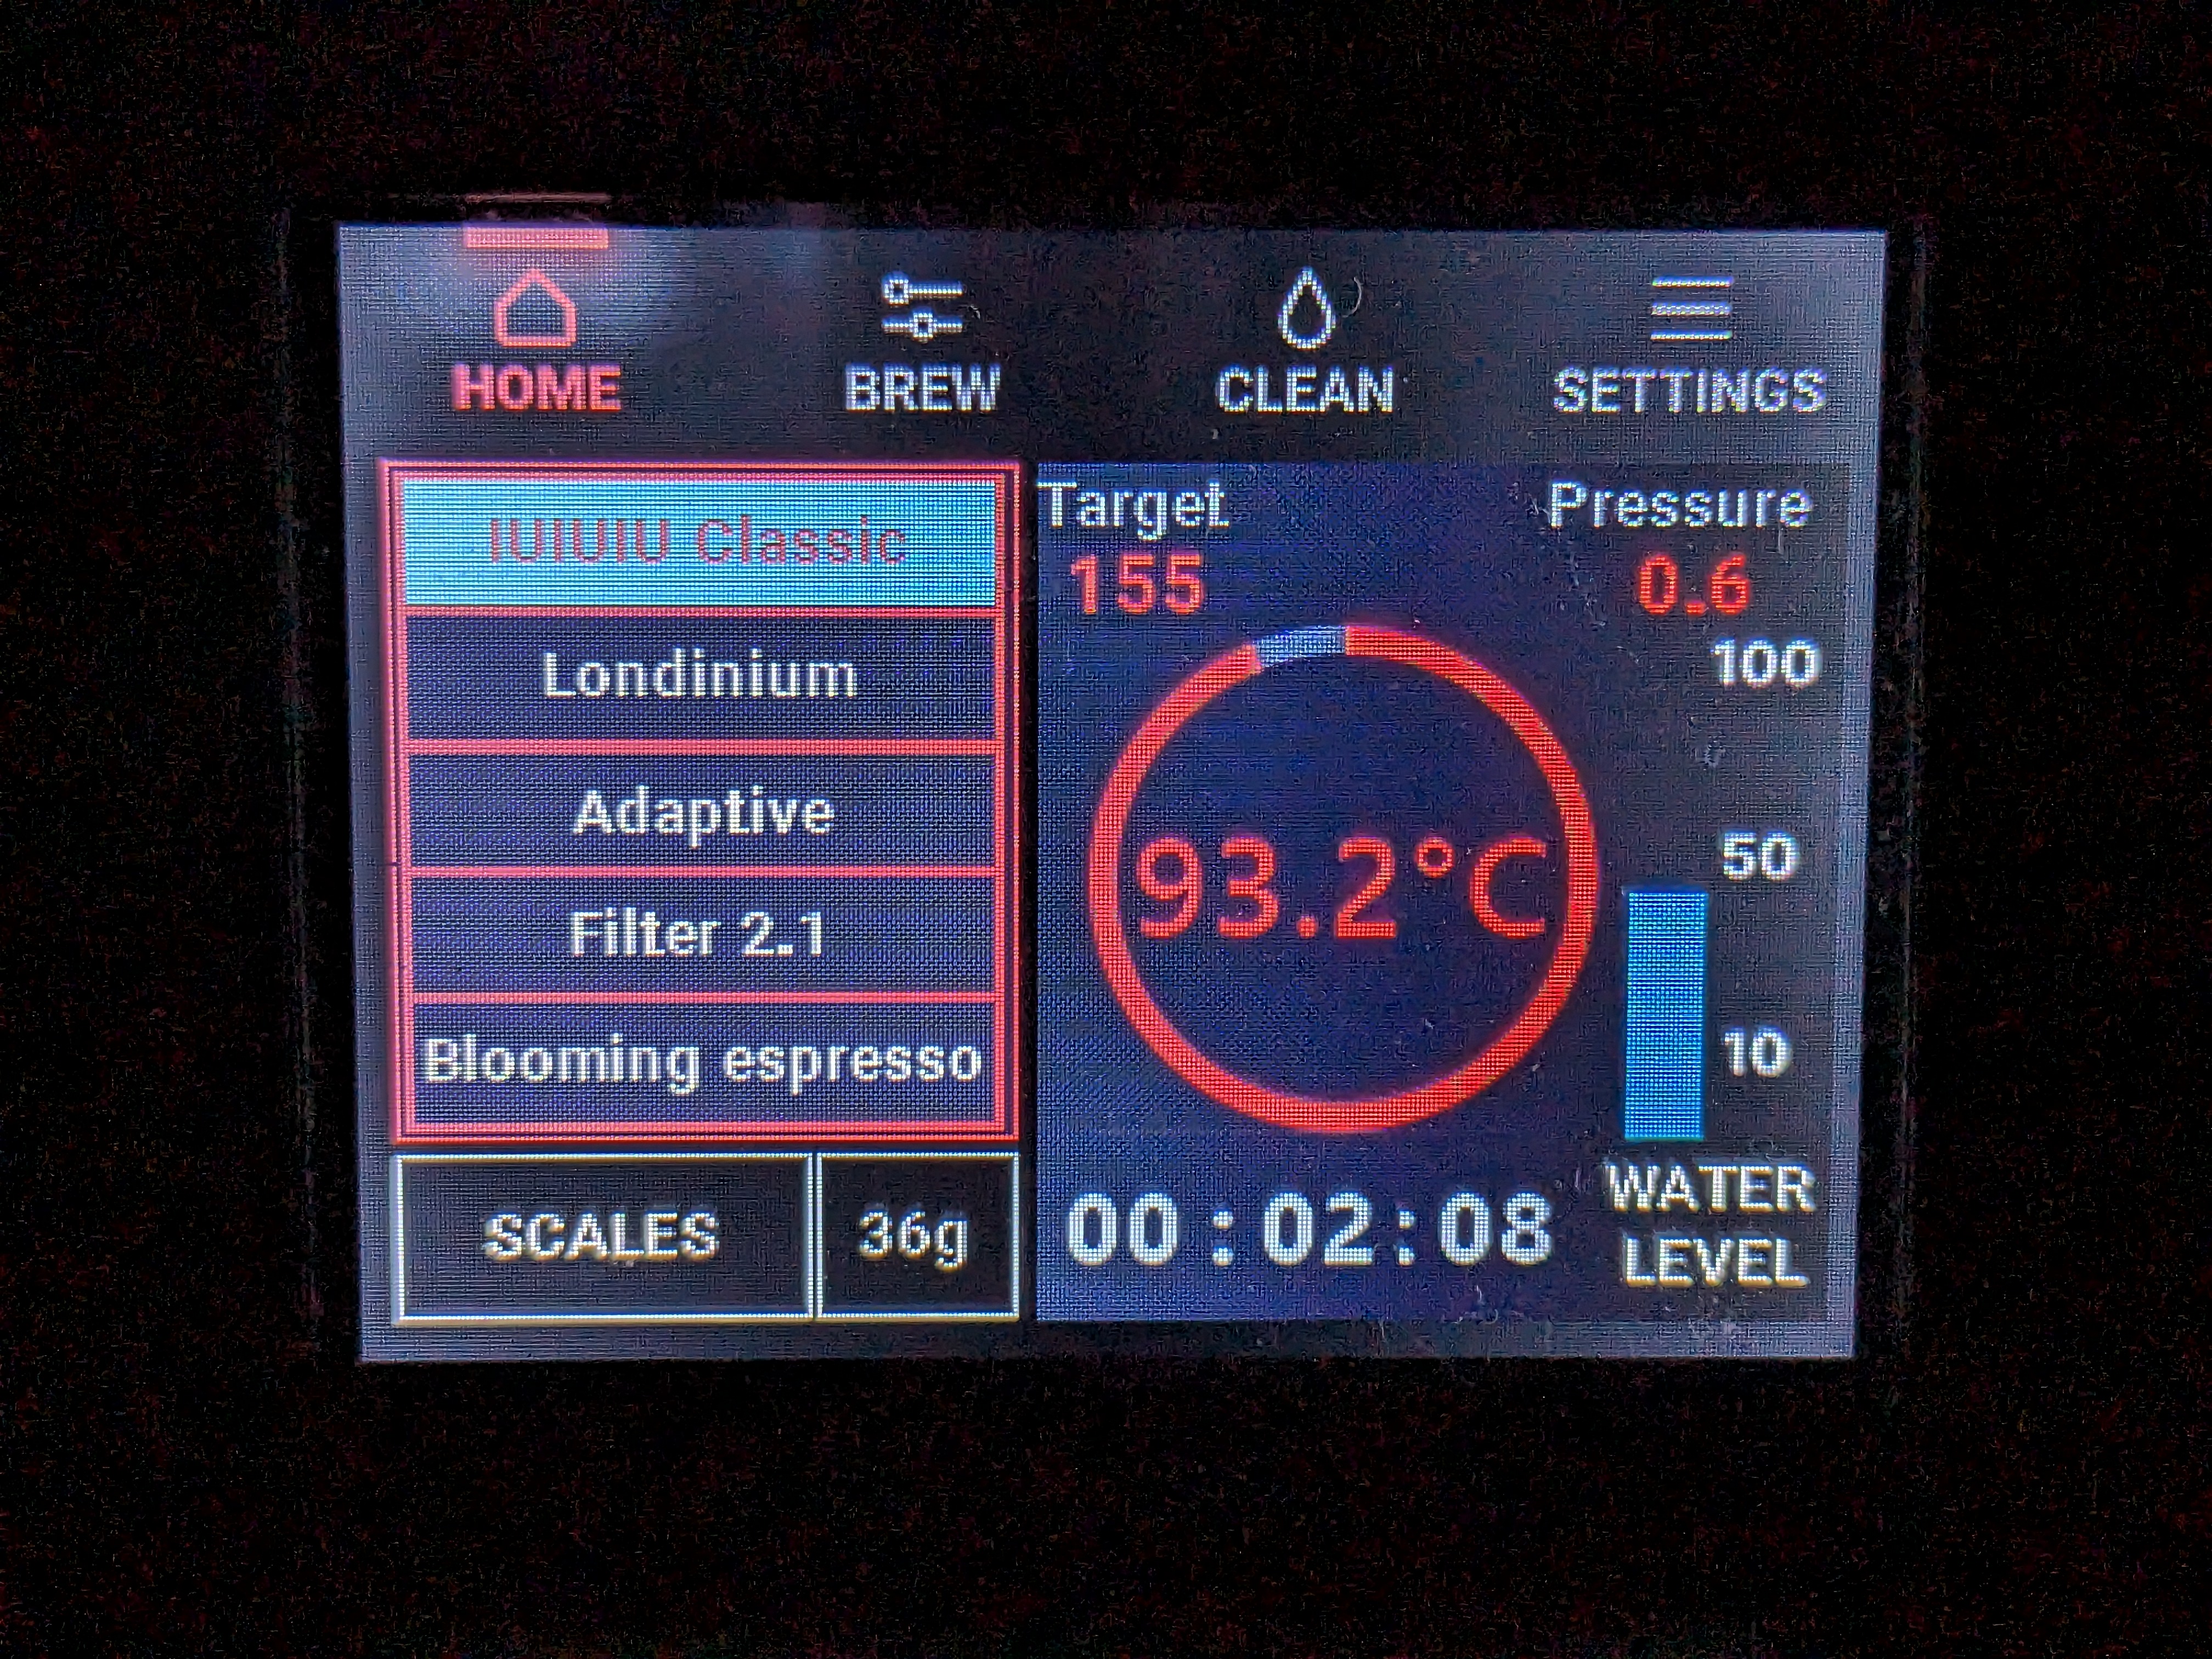 HOME BREW CLEAN SETTINGS
IUIUIU Classic
Londinium
Adaptive
Filter 2.1
Blooming espresso
SCALES 36g
Target Pressure
155 0.6
100
93.2°C
50
10
00:02:08
WATER
LEVEL